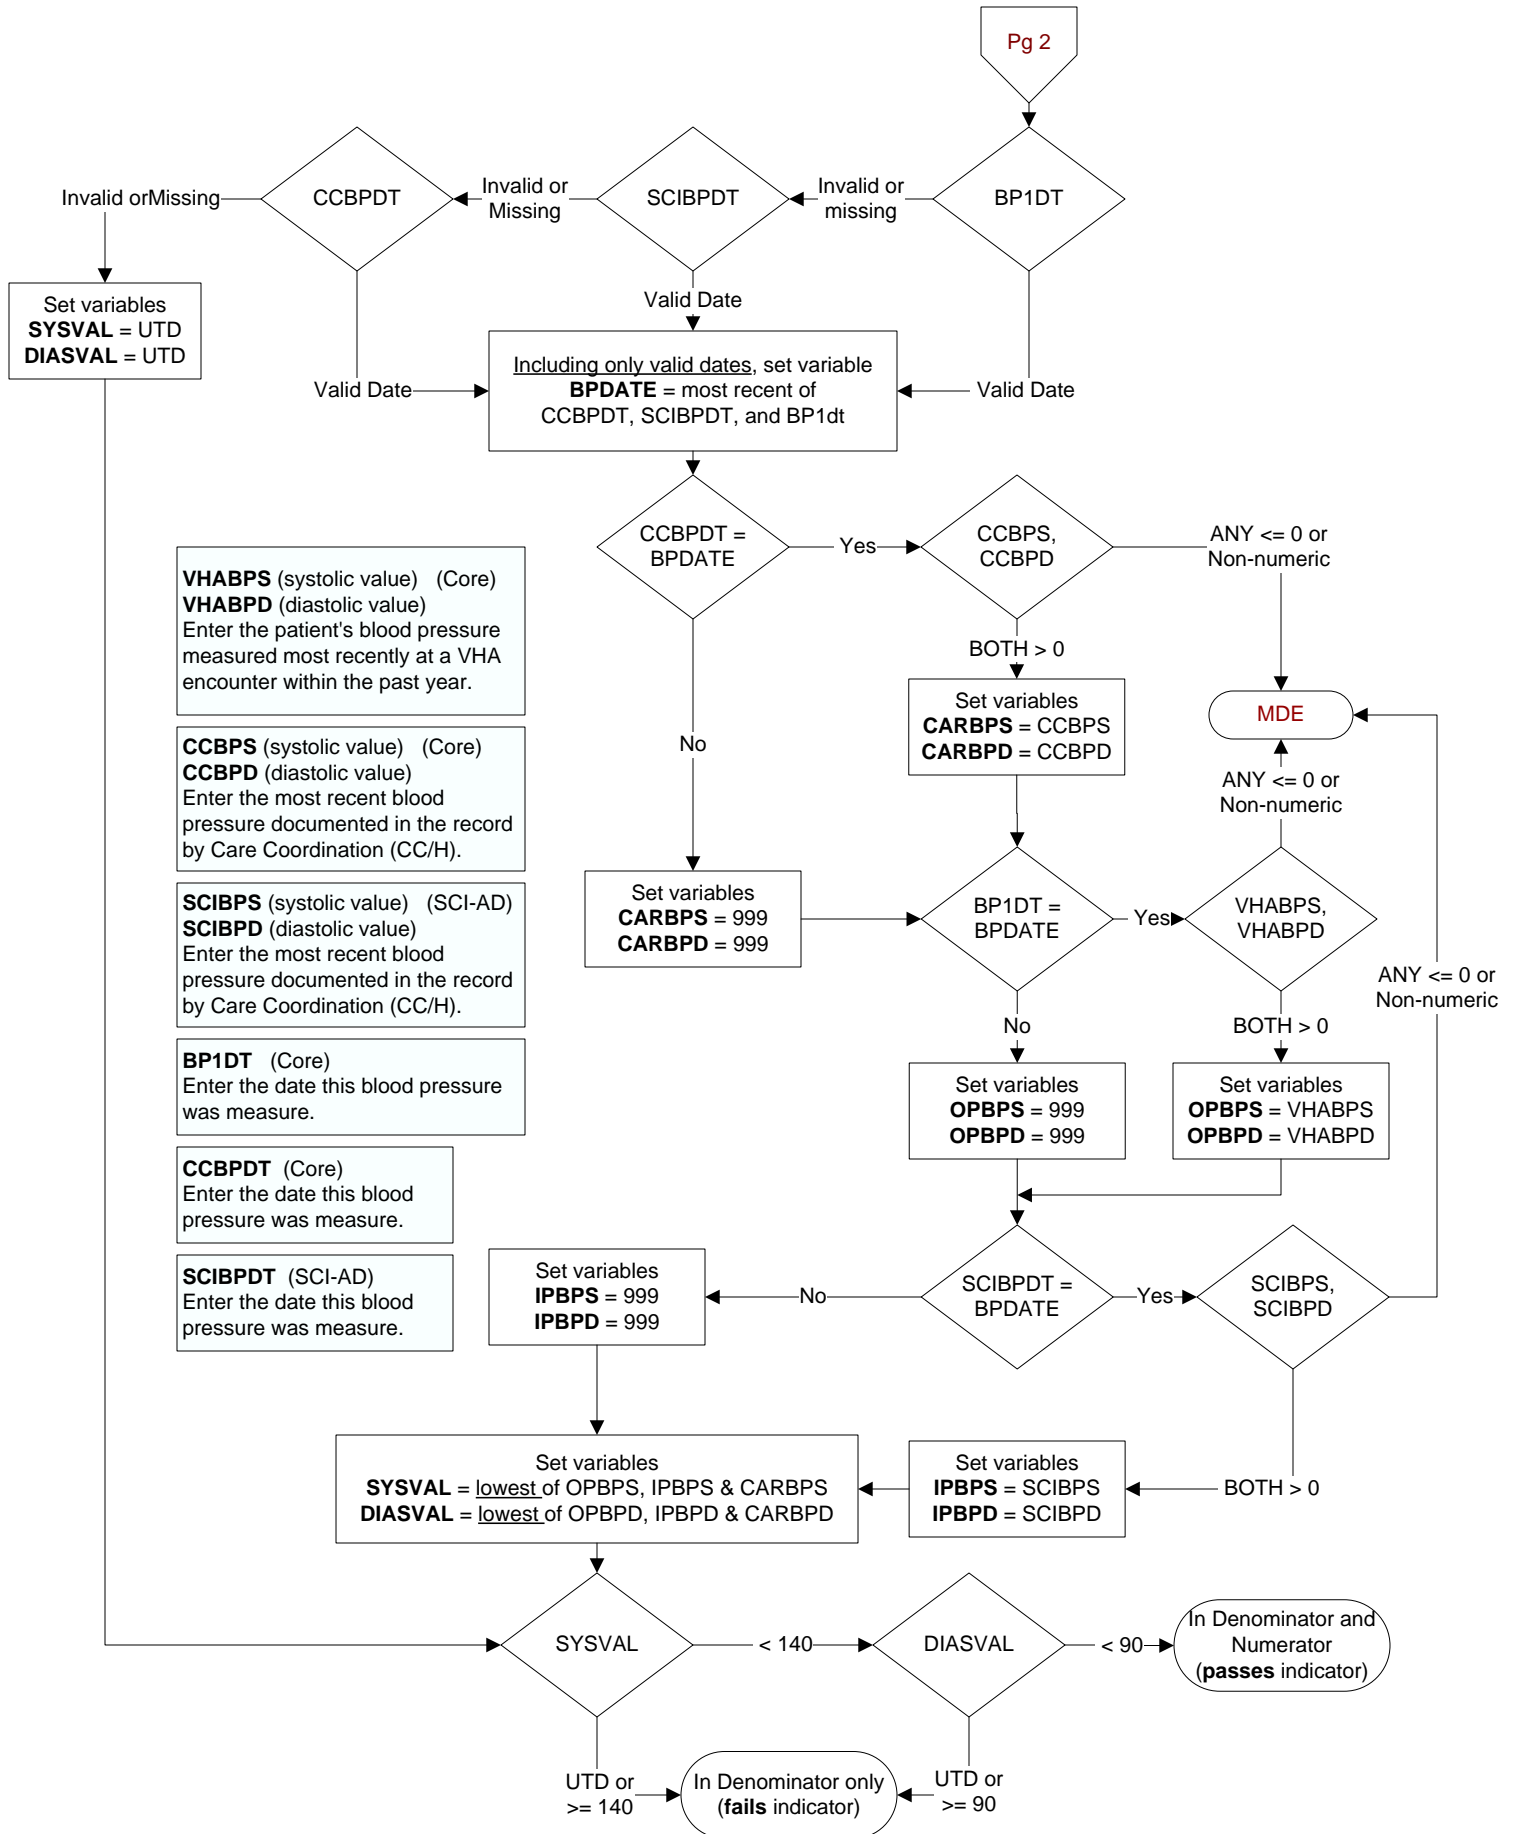 Pg 2
CCBPDT
SCIBPDT
BP1DT
Invalid orMissing
Invalid or
Missing
Invalid or
missing
Set variables
SYSVAL = UTD
DIASVAL = UTD
Valid Date
Valid Date
Valid Date
Including only valid dates, set variable
BPDATE = most recent of
CCBPDT, SCIBPDT, and BP1dt
CCBPDT =
BPDATE
Yes
CCBPS,
CCBPD
ANY <= 0 or
Non-numeric
BOTH > 0
No
Set variables
CARBPS = CCBPS
CARBPD = CCBPD
MDE
VHABPS (systolic value) (Core)
VHABPD (diastolic value)
Enter the patient's blood pressure
measured most recently at a VHA
encounter within the past year.
CCBPS (systolic value) (Core)
CCBPD (diastolic value)
Enter the most recent blood
pressure documented in the record
by Care Coordination (CC/H).
SCIBPS (systolic value) (SCI-AD)
SCIBPD (diastolic value)
Enter the most recent blood
pressure documented in the record
by Care Coordination (CC/H).
BP1DT (Core)
Enter the date this blood pressure
was measure.
CCBPDT (Core)
Enter the date this blood
pressure was measure.
SCIBPDT (SCI-AD)
Enter the date this blood
pressure was measure.
ANY <= 0 or
Non-numeric
Set variables
CARBPS = 999
CARBPD = 999
BP1DT =
BPDATE
Yes
VHABPS,
VHABPD
ANY <= 0 or
Non-numeric
No
BOTH > 0
Set variables
OPBPS = 999
OPBPD = 999
Set variables
OPBPS = VHABPS
OPBPD = VHABPD
Set variables
IPBPS = 999
IPBPD = 999
No
SCIBPDT =
BPDATE
Yes
SCIBPS,
SCIBPD
Set variables
SYSVAL = lowest of OPBPS, IPBPS & CARBPS
DIASVAL = lowest of OPBPD, IPBPD & CARBPD
Set variables
IPBPS = SCIBPS
IPBPD = SCIBPD
BOTH > 0
SYSVAL
< 140
DIASVAL
< 90
In Denominator and
Numerator
(passes indicator)
UTD or
>= 140
In Denominator only
(fails indicator)
UTD or
>= 90